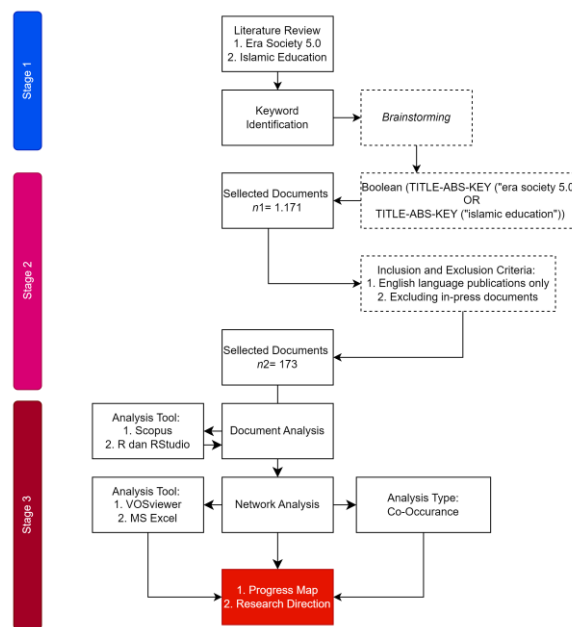 Stage 1
Literature Review
1. Era Society 5.0
2. Islamic Education
Keyword
Identification
Brainstorming
Stage 2
Sellected Documents
n1= 1.171
Boolean (TITLE-ABS-KEY ("era society 5.0
OR
TITLE-ABS-KEY ("islamic education"))
Inclusion and Exclusion Criteria:
1. English language publications only
2. Excluding in-press documents
Sellected Documents
n2= 173
Stage 3
Analysis Tool:
1. Scopus
2. R dan RStudio
Document Analysis
Analysis Tool:
1. VOSviewer
2. MS Excel
Network Analysis
Analysis Type:
Co-Occurance
1. Progress Map
2. Research Direction